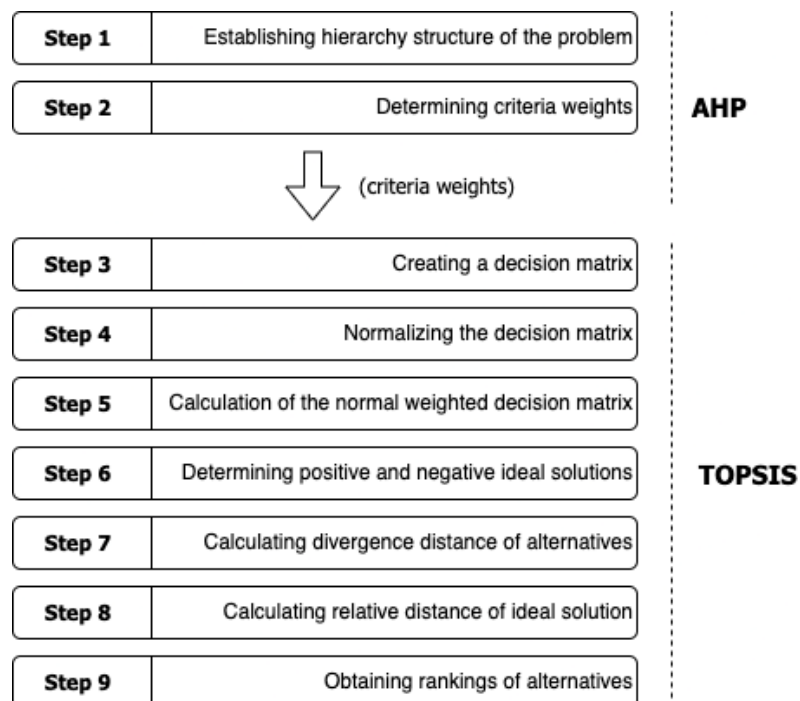 Step 1 Establishing hierarchy structure of the problem
Step 2 Determining criteria weights
AHP
(criteria weights)
Step 3 Creating a decision matrix
Step 4 Normalizing the decision matrix
Step 5 Calculation of the normal weighted decision matrix
Step 6 Determining positive and negative ideal solutions
TOPSIS
Step 7 Calculating divergence distance of alternatives
Step 8 Calculating relative distance of ideal solution
Step 9 Obtaining rankings of alternatives